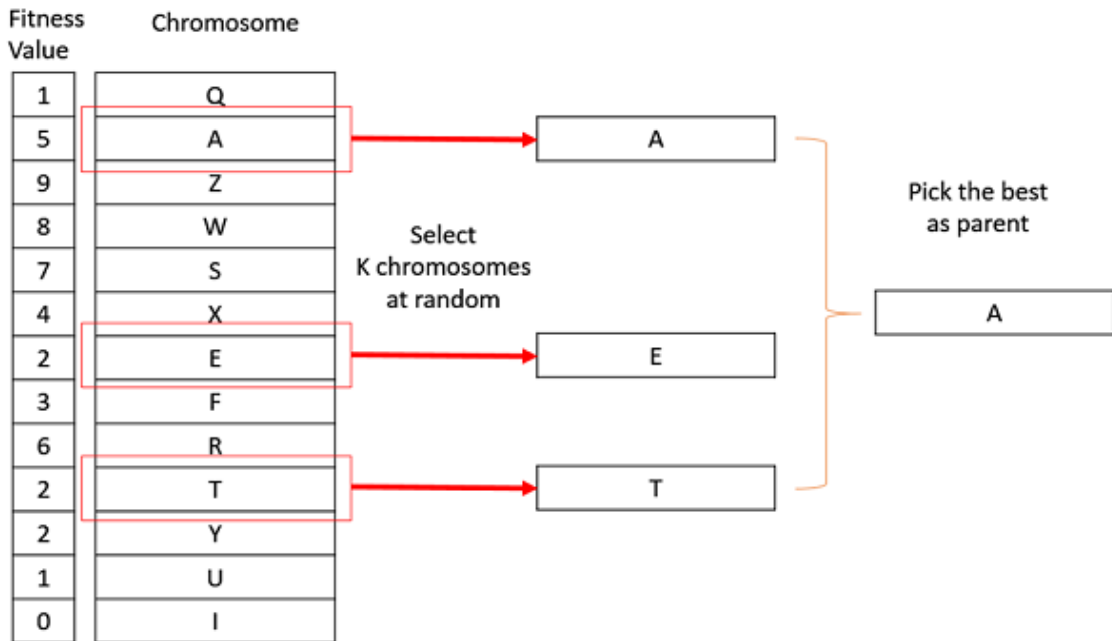 Fitness
Value
Chromosome
1 Q
5 A
9 Z
8 W
7 S
4 X
2 E
3 F
6 R
2 T
2 Y
1 U
0 I
Select
K chromosomes
at random
A
E
T
Pick the best
as parent
A